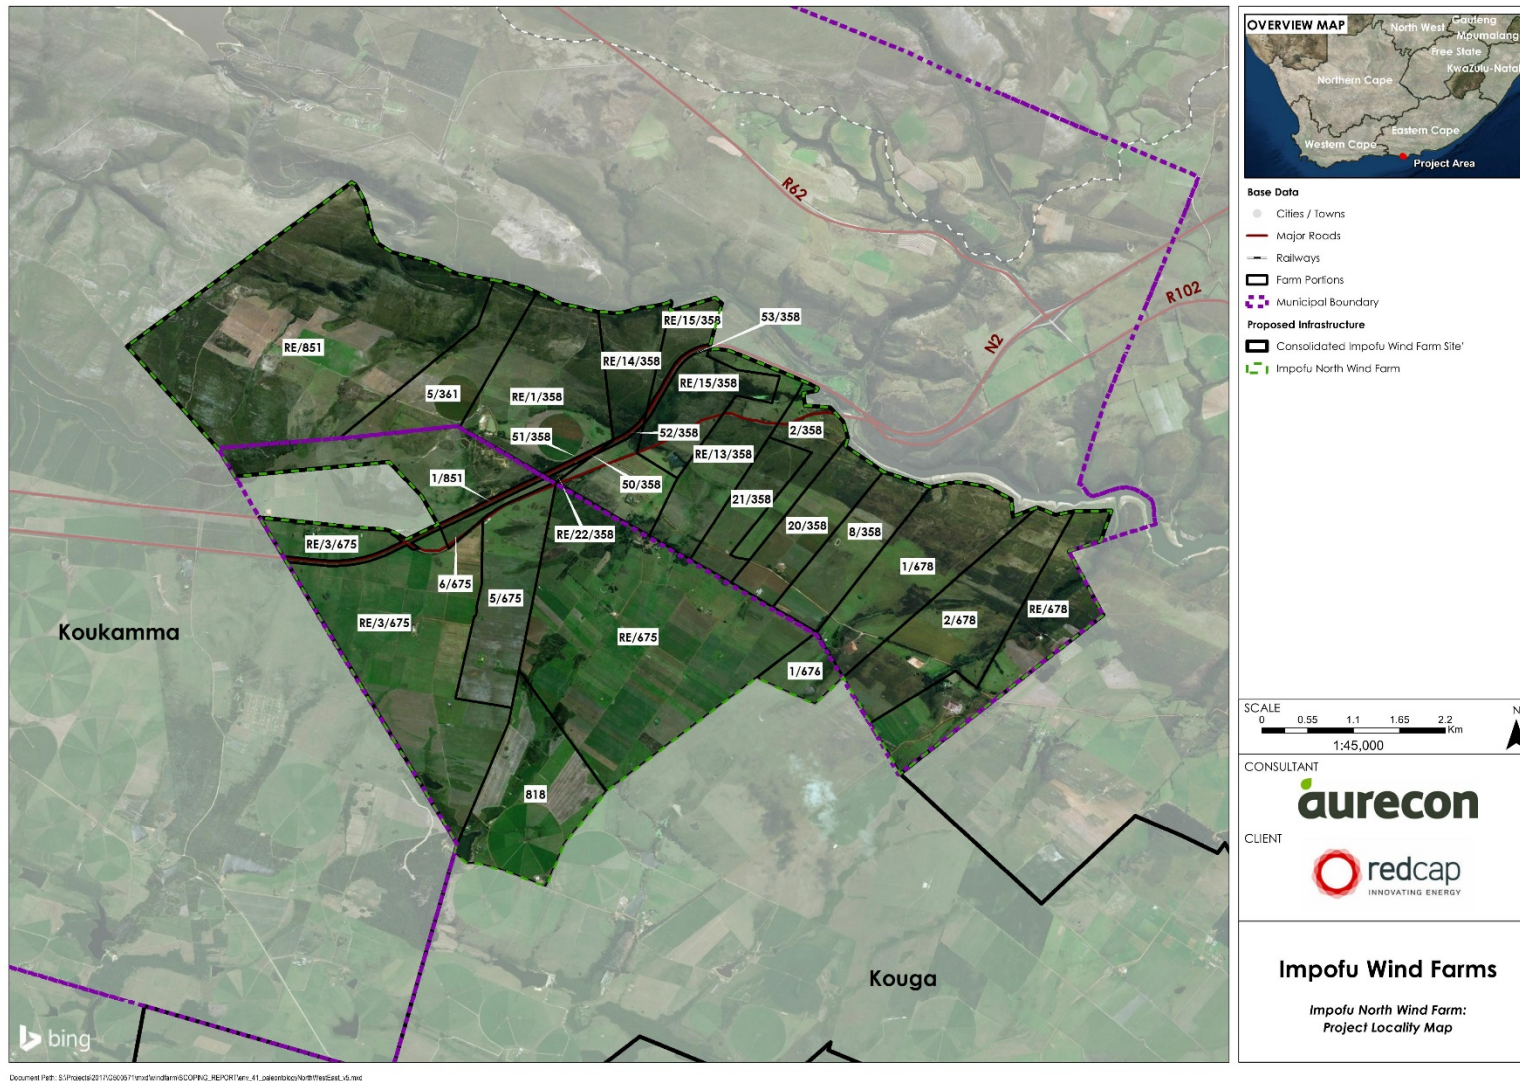 R62
N2
R102
53/358
RE/15/358
RE/851
RE/14/358
RE/15/358
5/361
RE/1/358
2/358
51/358
52/358
RE/13/358
1/851
50/358
21/358
RE/22/358
20/358
8/358
RE/3/675
1/678
6/675
5/675
RE/678
RE/3/675
2/678
Koukamma
RE/675
1/676
818
Kouga
bing
OVERVIEW MAP
Gauteng
North West
Mpumalang
Free State
KwaZulu-Natal
Northern Cape
Eastern Cape
Western Cape
Project Area
Base Data
Cities / Towns
Major Roads
Railways
Farm Portions
Municipal Boundary
Proposed Infrastructure
Consolidated Impofu Wind Farm Site'
Impofu North Wind Farm
SCALE
N
0 0.55 1.1 1.65 2.2
Km
1:45,000
CONSULTANT
aurecon
CLIENT
redcap
INNOVATING ENERGY
Impofu Wind Farms
Impofu North Wind Farm:
Project Locality Map